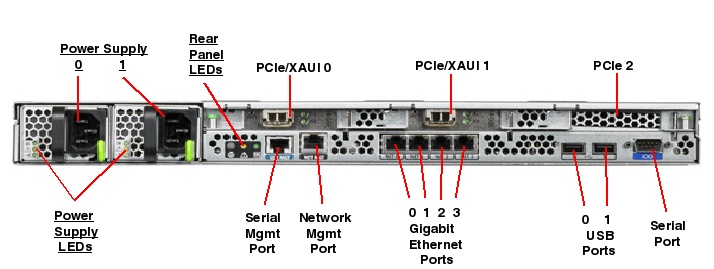 Power Supply
0 1
Rear
Panel
LEDs
PCIe/XAUI 0
PCIe/XAUI 1
PCIe 2
Power
Supply
LEDs
Serial
Mgmt
Port
Network
Mgmt
Port
0 1 2 3
Gigabit
Ethernet
Ports
0 1
USB
Ports
Serial
Port